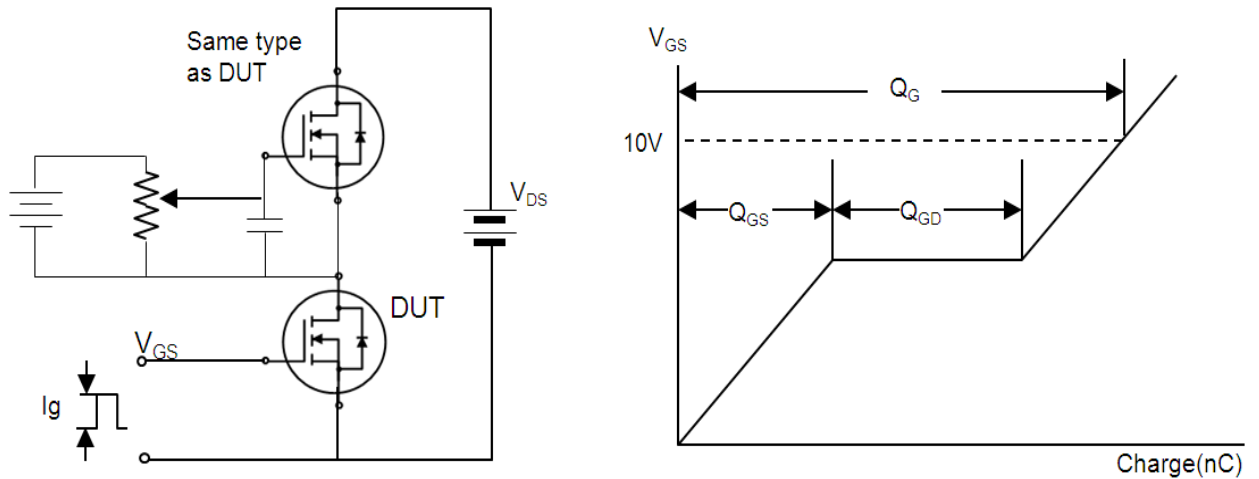 Same type
as DUT
V_DS
DUT
V_GS
Ig
V_GS
Q_G
10V
Q_GS
Q_GD
Charge(nC)